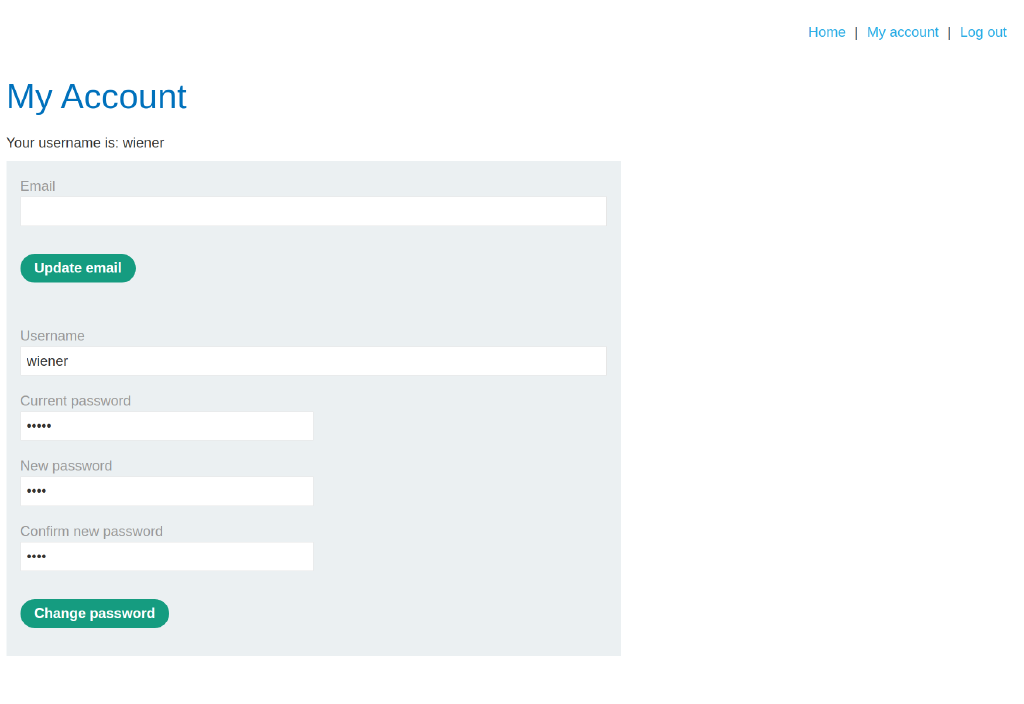 Home | My account | Log out
My Account
Your username is: wiener
Email
Update email
Username
wiener
Current password
•••••
New password
••••
Confirm new password
••••
Change password